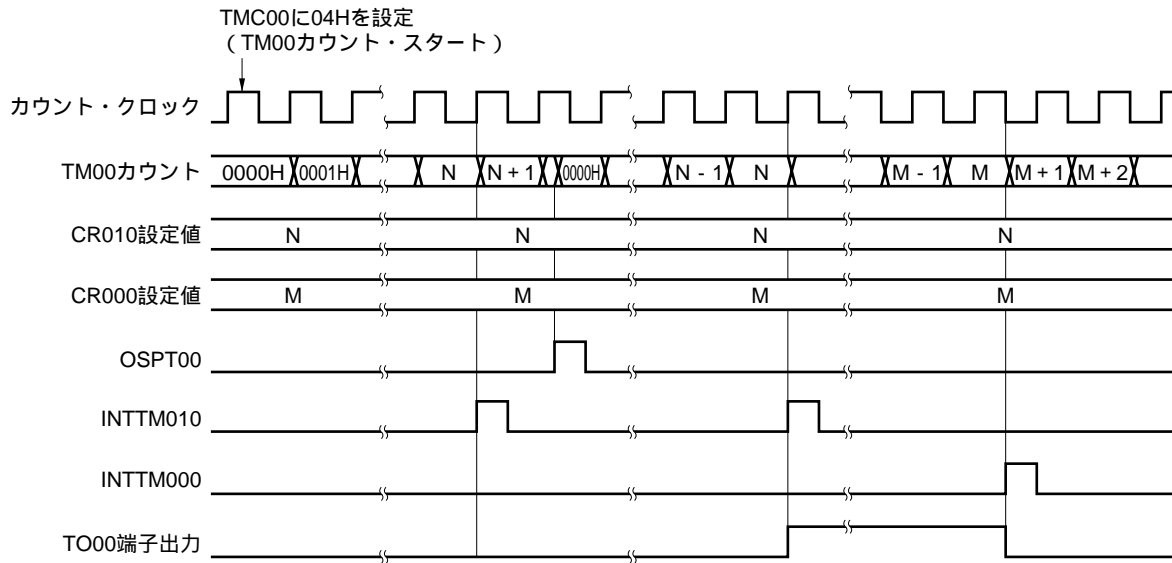 TMC00に04Hを設定
（TM00カウント・スタート）
カウント・クロック
TM00カウント 0000H 0001H N N + 1 0000H N - 1 N M - 1 M M + 1 M + 2
CR010設定値 N N N N
CR000設定値 M M M M
OSPT00
INTTM010
INTTM000
TO00端子出力